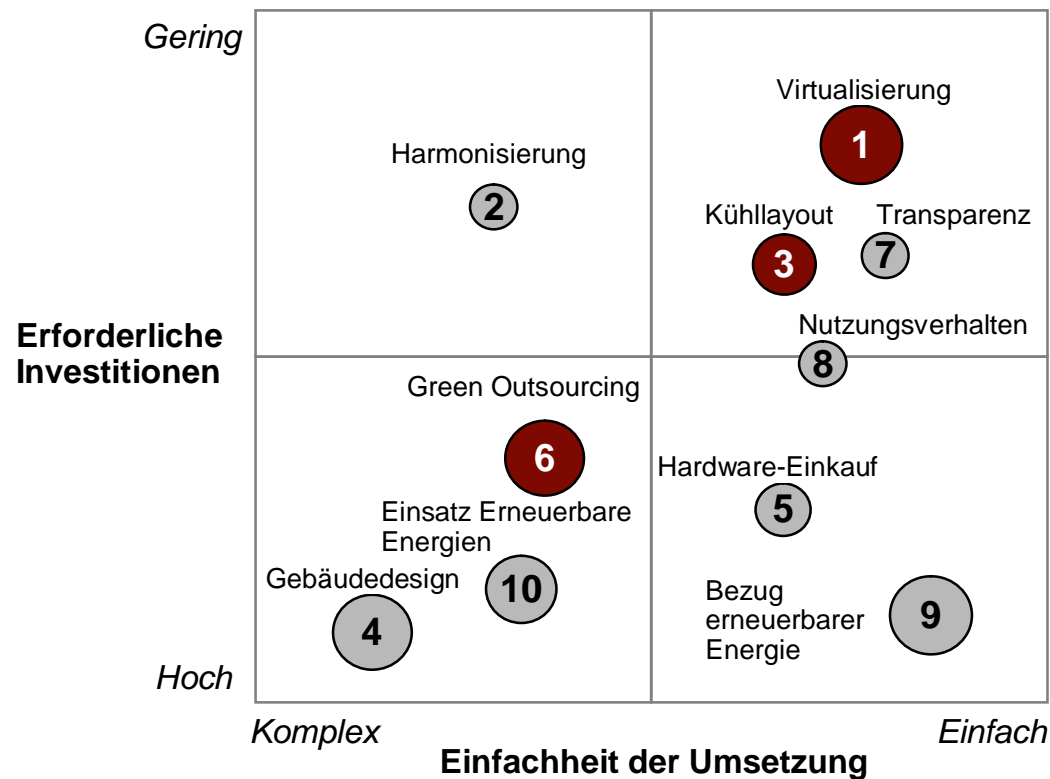 Gering
Virtualisierung
1
Harmonisierung
2
Kühllayout
Transparenz
3
7
Nutzungsverhalten
8
Erforderliche
Investitionen
Green Outsourcing
6
Hardware-Einkauf
5
Einsatz Erneuerbare
Energien
10
Gebäudedesign
4
Bezug
erneuerbarer
Energie
9
Hoch
Komplex
Einfach
Einfachheit der Umsetzung